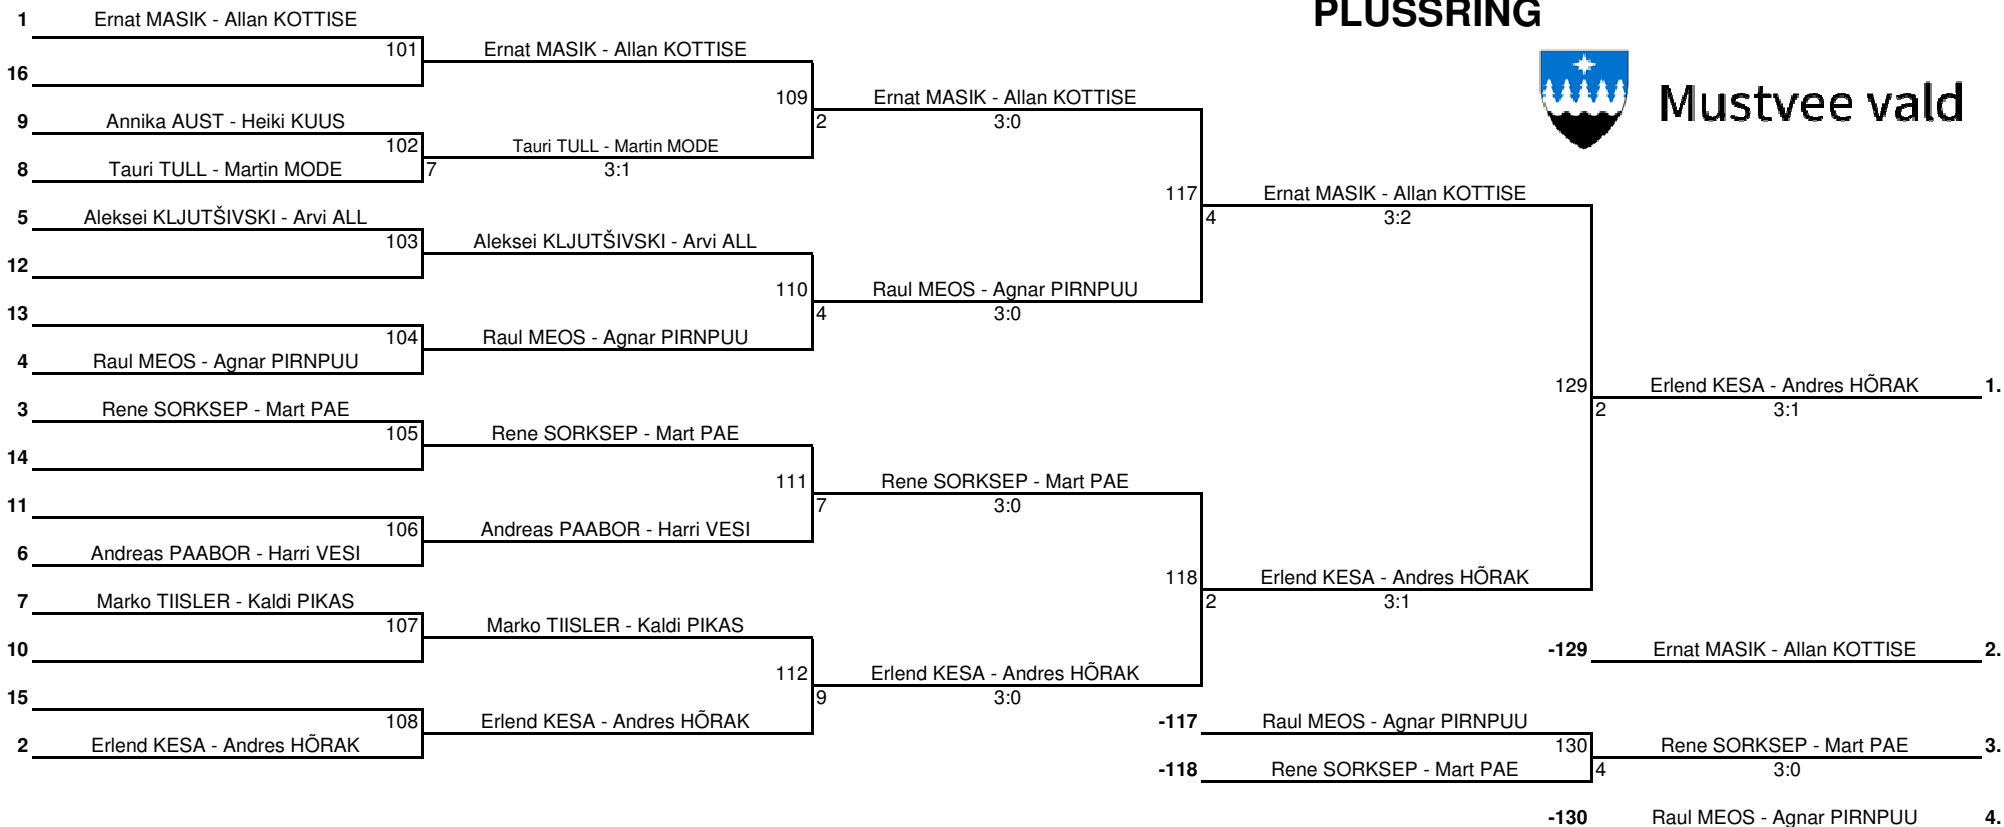 PLUSSRING
Mustvee vald
1 Ernat MASIK - Allan KOTTISE
101 Ernat MASIK - Allan KOTTISE
16
109 Ernat MASIK - Allan KOTTISE
9 Annika AUST - Heiki KUUS
2 3:0
102 Tauri TULL - Martin MODE
8 Tauri TULL - Martin MODE
7 3:1
117 Ernat MASIK - Allan KOTTISE
5 Aleksei KLJUTŠIVSKI - Arvi ALL
4 3:2
103 Aleksei KLJUTŠIVSKI - Arvi ALL
12
110 Raul MEOS - Agnar PIRNPUU
13
4 3:0
104 Raul MEOS - Agnar PIRNPUU
4 Raul MEOS - Agnar PIRNPUU
129 Erlend KESA - Andres HÕRAK 1.
3 Rene SORKSEP - Mart PAE
2 3:1
105 Rene SORKSEP - Mart PAE
14
111 Rene SORKSEP - Mart PAE
11
7 3:0
106 Andreas PAABOR - Harri VESI
6 Andreas PAABOR - Harri VESI
118 Erlend KESA - Andres HÕRAK
7 Marko TIISLER - Kaldi PIKAS
2 3:1
107 Marko TIISLER - Kaldi PIKAS
10
-129 Ernat MASIK - Allan KOTTISE 2.
112 Erlend KESA - Andres HÕRAK
15
9 3:0
108 Erlend KESA - Andres HÕRAK
-117 Raul MEOS - Agnar PIRNPUU
2 Erlend KESA - Andres HÕRAK
130 Rene SORKSEP - Mart PAE 3.
-118 Rene SORKSEP - Mart PAE
4 3:0
-130 Raul MEOS - Agnar PIRNPUU 4.